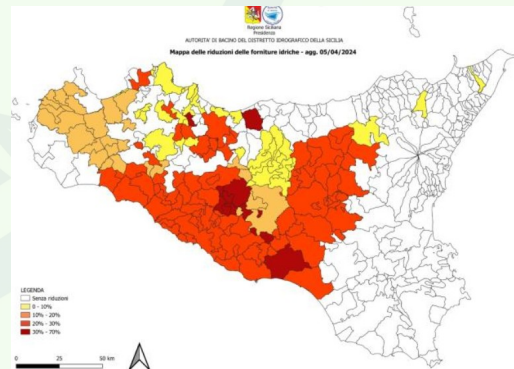 Regione Siciliana
Presidenza
AUTORITA' DI BACINO DEL DISTRETTO IDROGRAFICO DELLA SICILIA
Mappa delle riduzioni delle forniture idriche - agg. 05/04/2024
LEGENDA
Senza riduzione
0 - 10%
10% - 20%
20% - 30%
30% - 70%
0 25 50 km